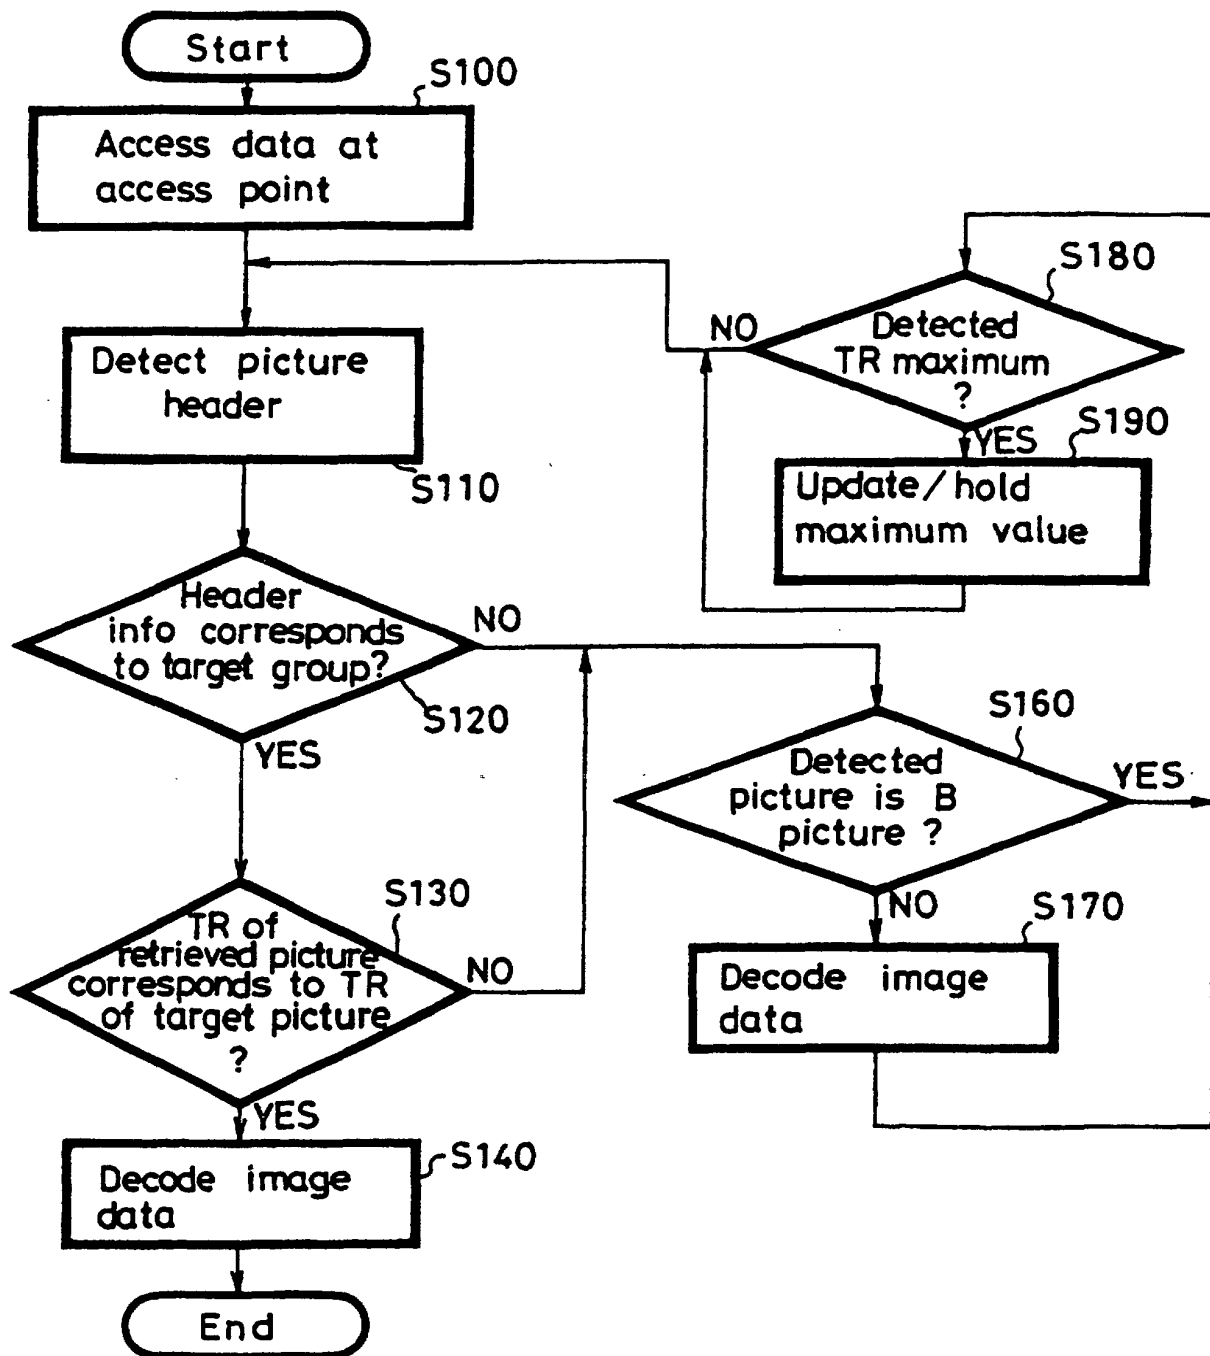 Start
S100
Access data at
access point
Detect picture
header
S110
Header
info corresponds
to target group?
NO
S120
YES
TR of
retrieved picture
corresponds to TR
of target picture
?
S130
NO
YES
Decode image
data
S140
End
S180
Detected
TR maximum
?
NO
YES
S190
Update/hold
maximum value
S160
Detected
picture is B
picture ?
YES
NO
S170
Decode image
data